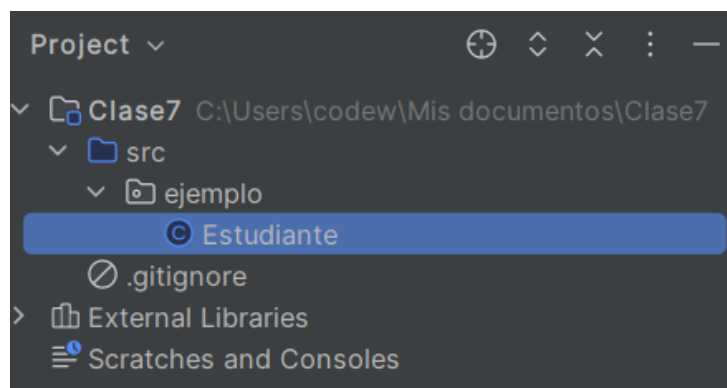 Project
Clase7 C:\Users\codew\Mis documentos\Clase7
src
ejemplo
C Estudiante
.gitignore
External Libraries
Scratches and Consoles